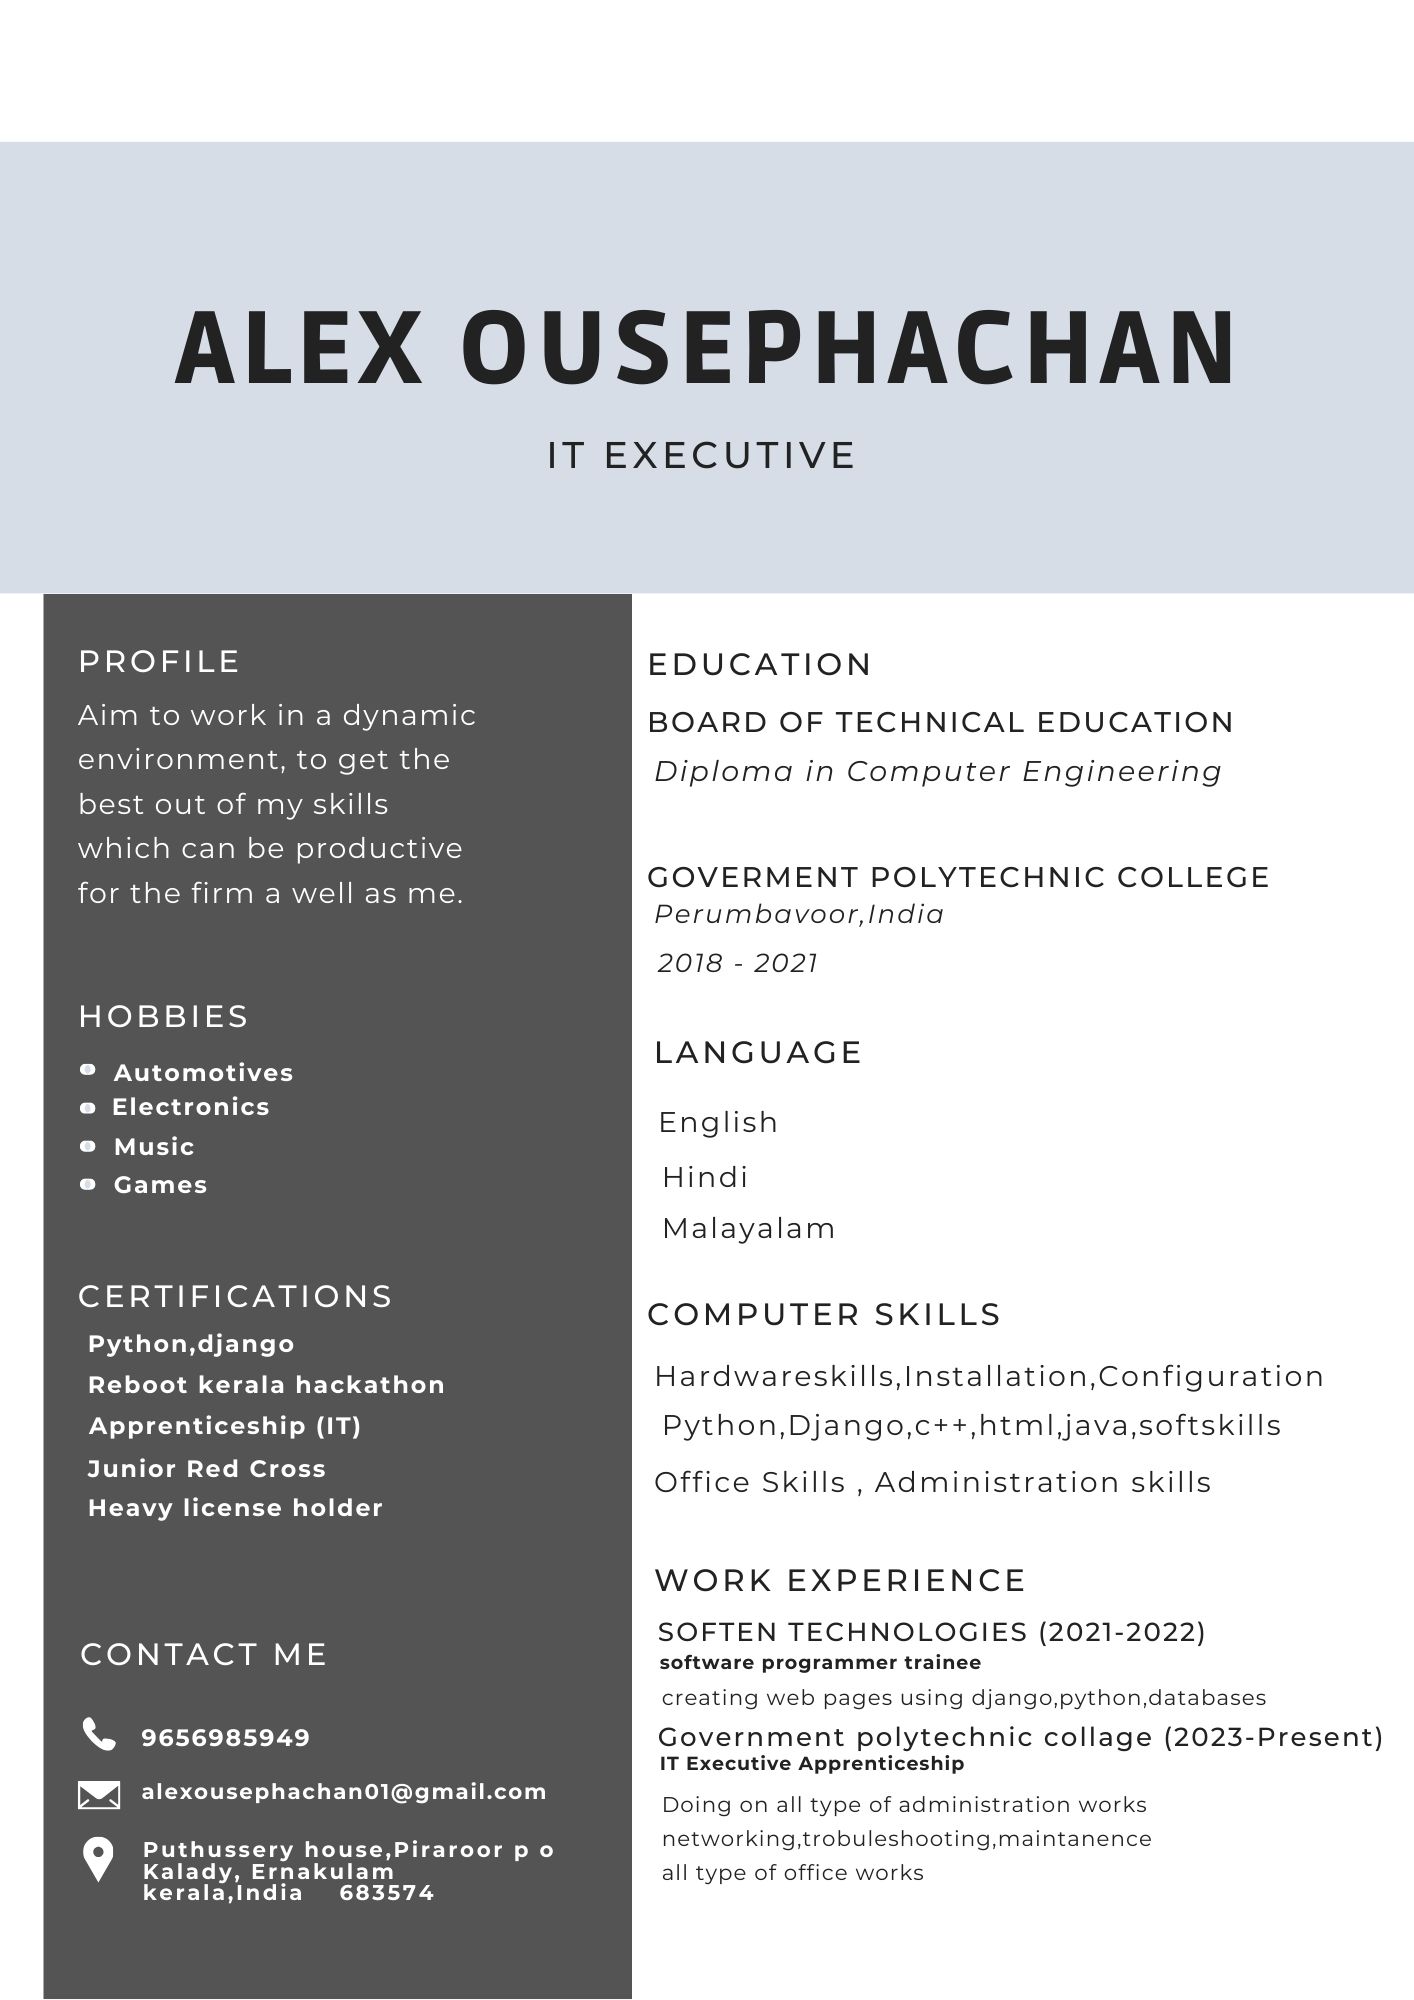 ALEX OUSEPHACHAN
IT EXECUTIVE
PROFILE
Aim to work in a dynamic
environment, to get the
best out of my skills
which can be productive
for the firm a well as me.
HOBBIES
Automotives
Electronics
Music
Games
CERTIFICATIONS
Python,django
Reboot kerala hackathon
Apprenticeship (IT)
Junior Red Cross
Heavy license holder
CONTACT ME
9656985949
alexousephachan01@gmail.com
Puthussery house,Piraroor p o
Kalady, Ernakulam
kerala,India 683574
EDUCATION
BOARD OF TECHNICAL EDUCATION
Diploma in Computer Engineering
GOVERMENT POLYTECHNIC COLLEGE
Perumbavoor,India
2018 - 2021
LANGUAGE
English
Hindi
Malayalam
COMPUTER SKILLS
Hardwareskills,Installation,Configuration
Python,Django,c++,html,java,softskills
Office Skills , Administration skills
WORK EXPERIENCE
SOFTEN TECHNOLOGIES (2021-2022)
software programmer trainee
creating web pages using django,python,databases
Government polytechnic collage (2023-Present)
IT Executive Apprenticeship
Doing on all type of administration works
networking,trobuleshooting,maintanence
all type of office works